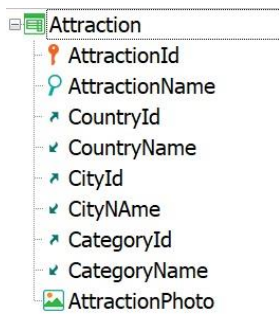 Attraction
AttractionId
AttractionName
CountryId
CountryName
CityId
CityNAme
CategoryId
CategoryName
AttractionPhoto